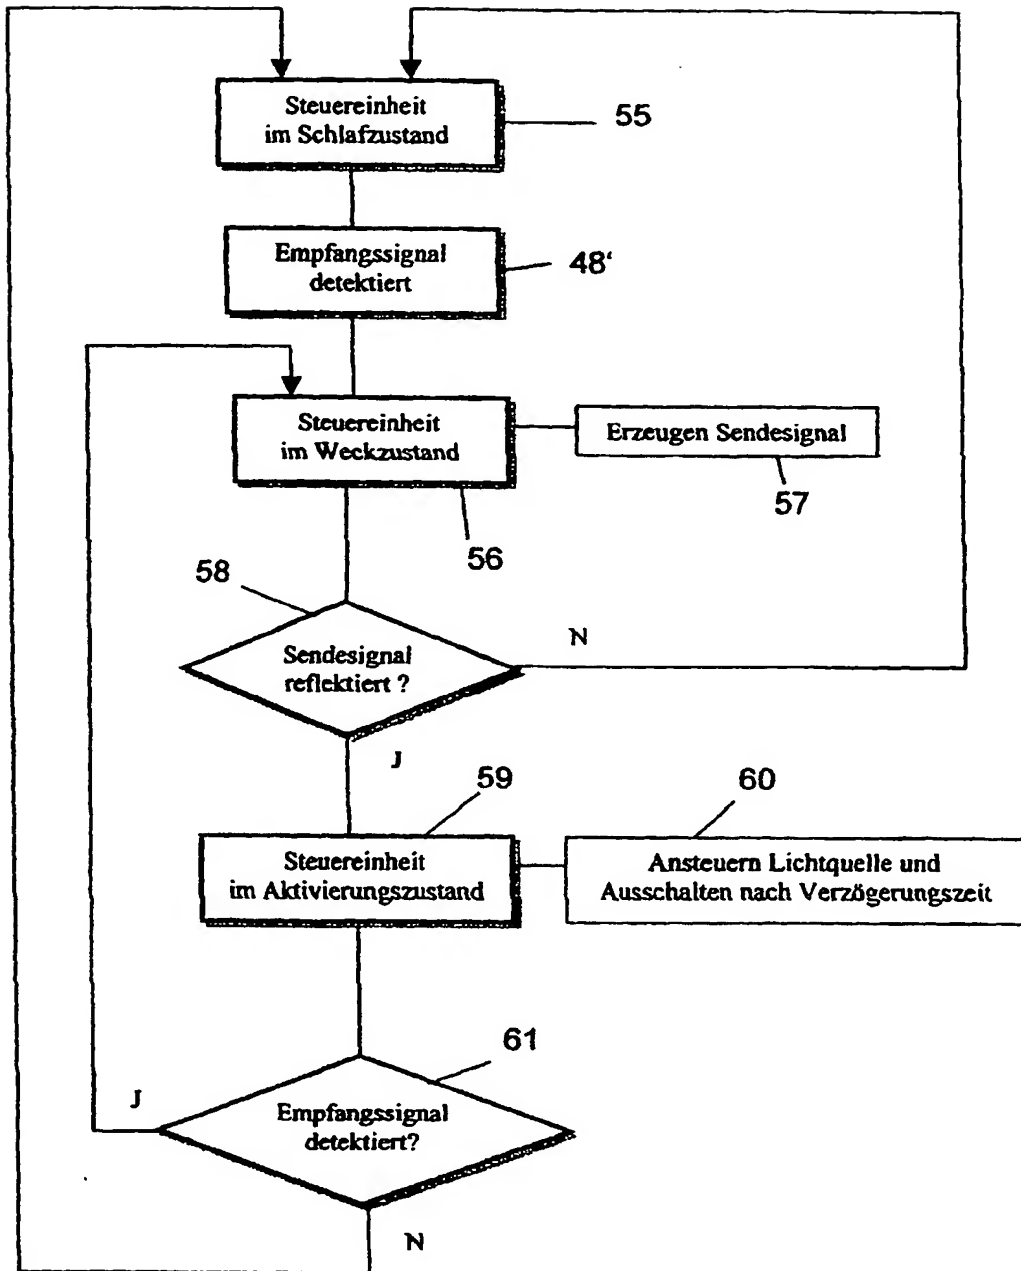 Steuereinheit
im Schlafzustand
55
Empfangssignal
detektiert
48'
Steuereinheit
im Weckzustand
Erzeugen Sendesignal
57
56
58
Sendesignal
reflektiert ?
N
J
59
60
Steuereinheit
im Aktivierungszustand
Ansteuern Lichtquelle und
Ausschalten nach Verzögerungszeit
61
J
Empfangssignal
detektiert?
N